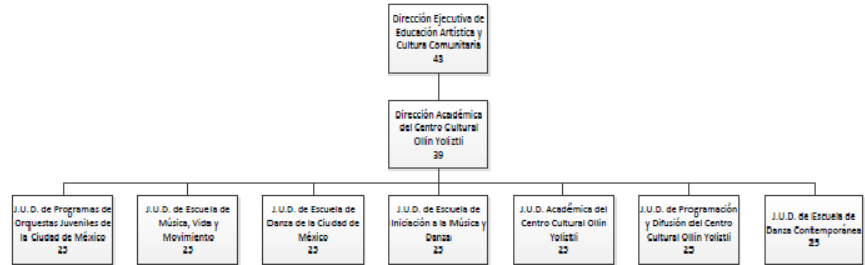 Dirección Ejecutiva de
Educación Artística y
Cultura Comunitaria
43
Dirección Académica
del Centro Cultural
Ollin Yoliztli
39
J.U.D. de Programas de
Orquestas Juveniles de
la Ciudad de México
25
J.U.D. de Escuela de
Música, Vida y
Movimiento
25
J.U.D. de Escuela de
Danza de la Ciudad de
México
25
J.U.D. de Escuela de
Iniciación a la Música y
Danza
25
J.U.D. Académica del
Centro Cultural Ollin
Yoliztli
25
J.U.D. de Programación
y Difusión del Centro
Cultural Ollin Yoliztli
25
J.U.D. de Escuela de
Danza Contemporánea
25